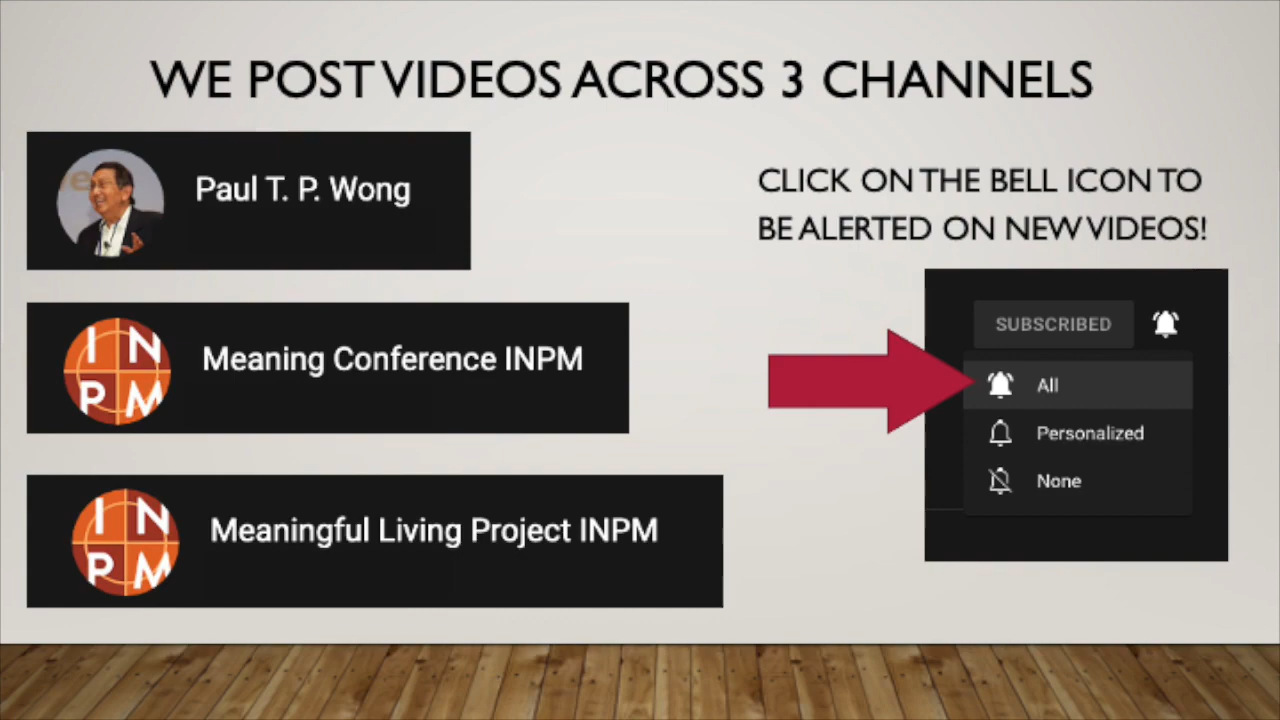 WE POST VIDEOS ACROSS 3 CHANNELS
Paul T. P. Wong
CLICK ON THE BELL ICON TO
BE ALERTED ON NEW VIDEOS!
I N
P M
Meaning Conference INPM
SUBSCRIBED
All
Personalized
None
I N
P M
Meaningful Living Project INPM